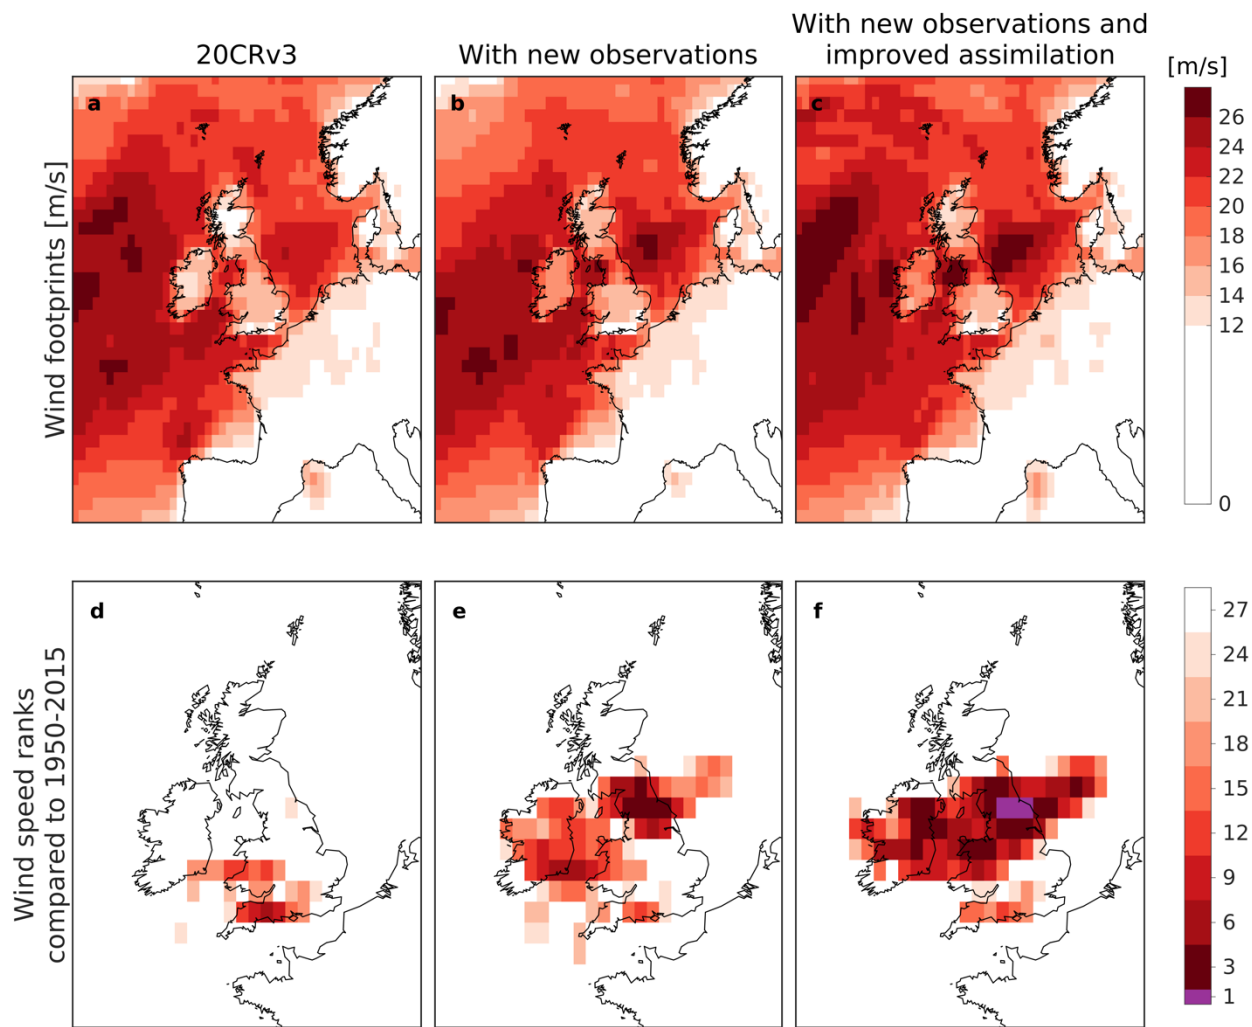 20CRv3
With new observations
With new observations and
improved assimilation
[m/s]
Wind footprints [m/s]
a
b
c
26
24
22
20
18
16
14
12
0
Wind speed ranks
compared to 1950-2015
d
e
f
27
24
21
18
15
12
9
6
3
1